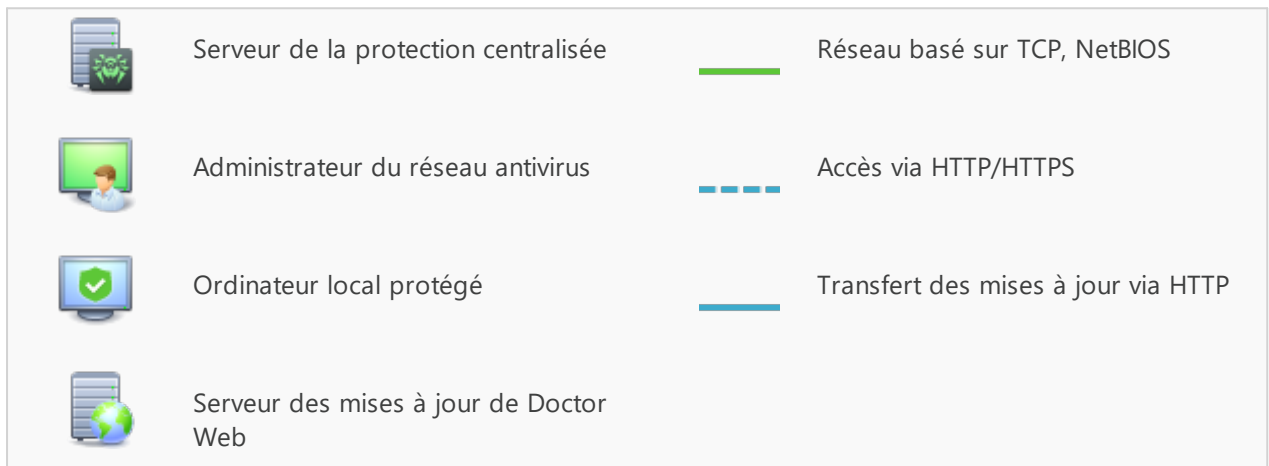 Serveur de la protection centralisée
Réseau basé sur TCP, NetBIOS
Administrateur du réseau antivirus
Accès via HTTP/HTTPS
Ordinateur local protégé
Transfert des mises à jour via HTTP
Serveur des mises à jour de Doctor
Web